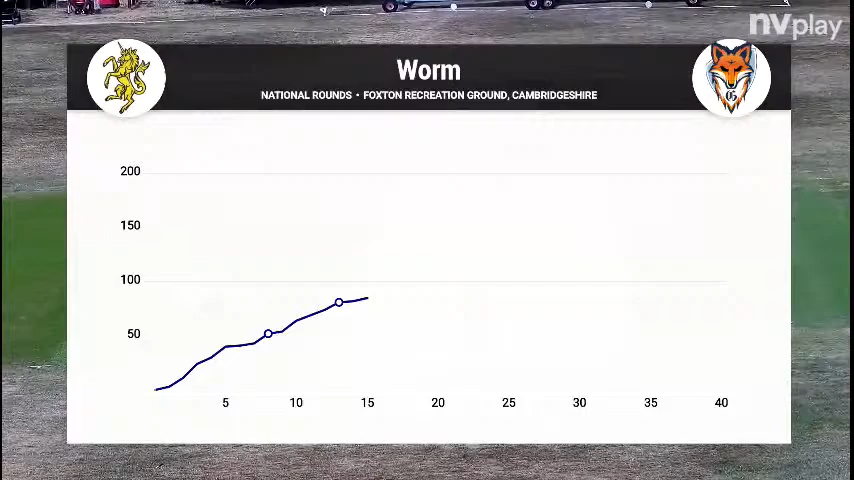 nvplay
Worm
NATIONAL ROUNDS • FOXTON RECREATION GROUND, CAMBRIDGESHIRE
200
150
100
50
5 10 15 20 25 30 35 40